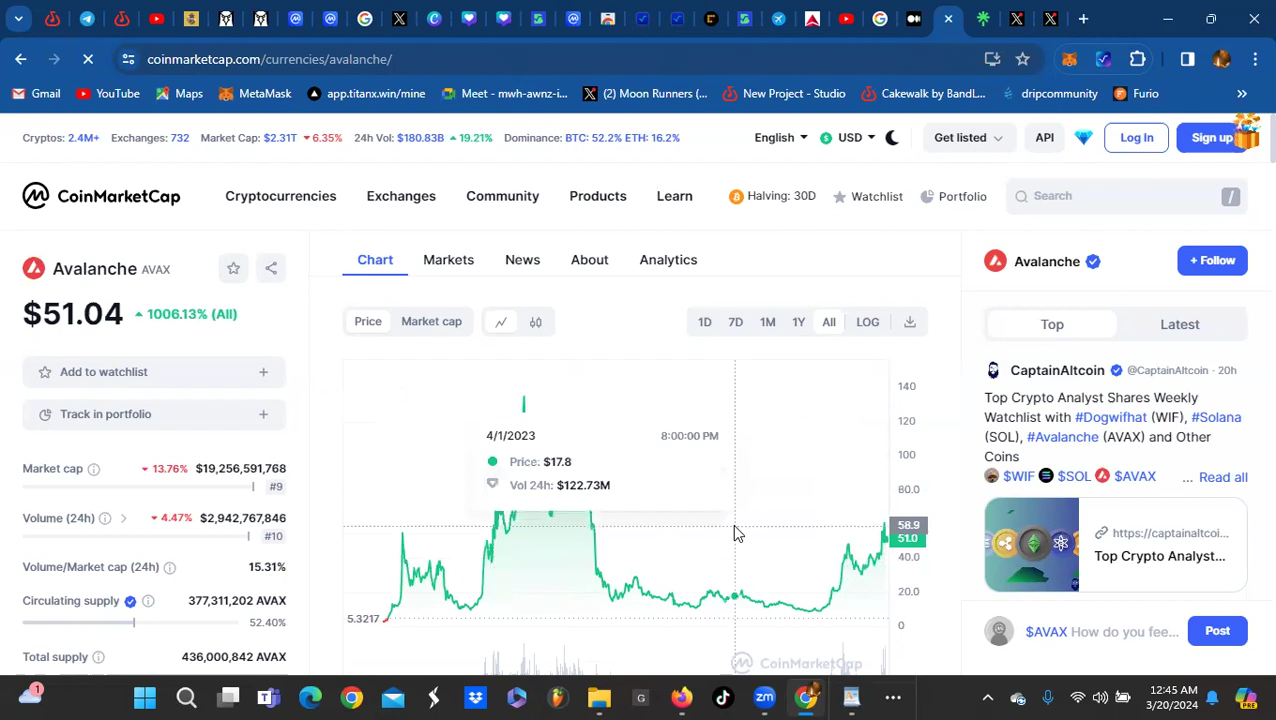 coinmarketcap.com/currencies/avalanche/
Gmail YouTube Maps MetaMask app.titanx.win/mine Meet - mwh-awnz-i... (2) Moon Runners (... New Project - Studio Cakewalk by BandL... dripcommunity Furio
Cryptos: 2.4M+ Exchanges: 732 Market Cap: $2.31T 6.35% 24h Vol: $180.83B 19.21% Dominance: BTC: 52.2% ETH: 16.2% English USD Get listed API Log In Sign up
CoinMarketCap Cryptocurrencies Exchanges Community Products Learn Halving: 30D Watchlist Portfolio Search /
Avalanche AVAX
$51.04 1006.13% (All)
Add to watchlist +
Track in portfolio +
Market cap 13.76% $19,256,591,768
#9
Volume (24h) 4.47% $2,942,767,846
#10
Volume/Market cap (24h) 15.31%
Circulating supply 377,311,202 AVAX
52.40%
Total supply 436,000,842 AVAX
Chart Markets News About Analytics
Price Market cap 1D 7D 1M 1Y All LOG
140
120
100
80.0
58.9
51.0
40.0
20.0
0
4/1/2023 8:00:00 PM
Price: $17.8
Vol 24h: $122.73M
5.3217
CoinMarketCap
Avalanche + Follow
Top Latest
CaptainAltcoin @CaptainAltcoin · 20h
Top Crypto Analyst Shares Weekly
Watchlist with #Dogwifhat (WIF), #Solana
(SOL), #Avalanche (AVAX) and Other
Coins
$WIF $SOL $AVAX ... Read all
https://captainaltcoi...
Top Crypto Analyst...
$AVAX How do you fee... Post
1
12:45 AM
3/20/2024
PRE